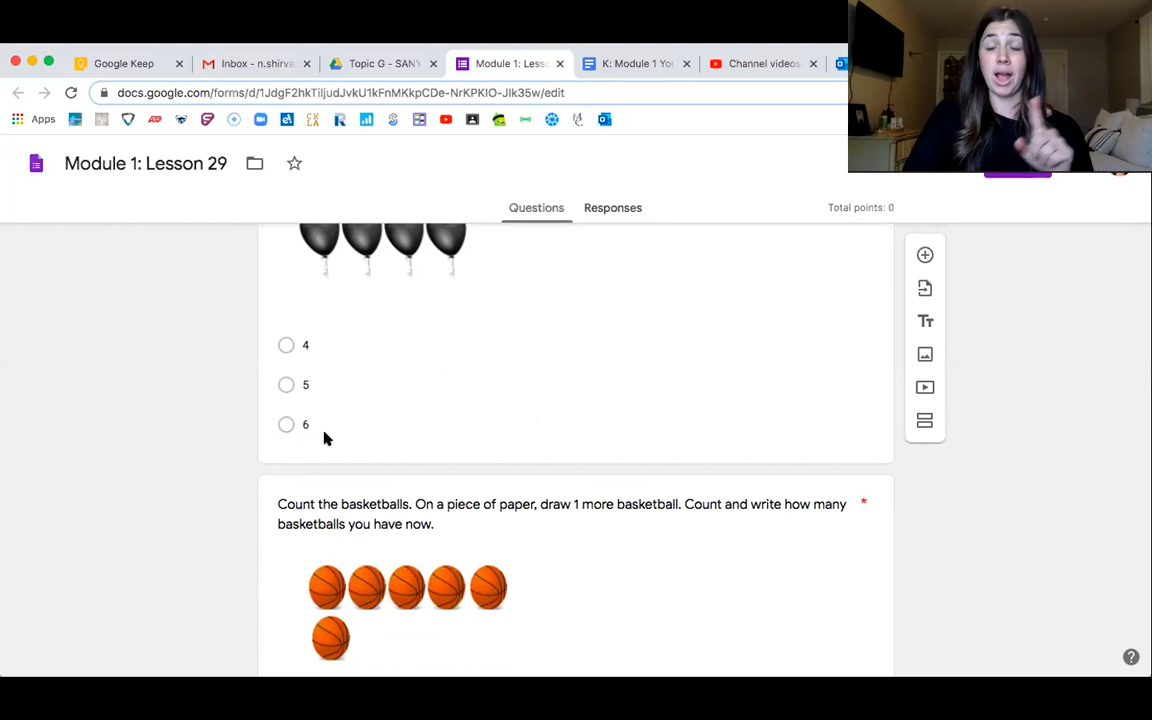 Google Keep
Inbox - n.shirva
Topic G - SAN
Module 1: Less
K: Module 1 You
Channel videos
docs.google.com/forms/d/1JdgF2hkTiljudJvkU1kFnMKkpCDe-NrKPKIO-Jlk35w/edit
Apps
Module 1: Lesson 29
Questions
Responses
Total points: 0
4
5
6
Count the basketballs. On a piece of paper, draw 1 more basketball. Count and write how many *
basketballs you have now.